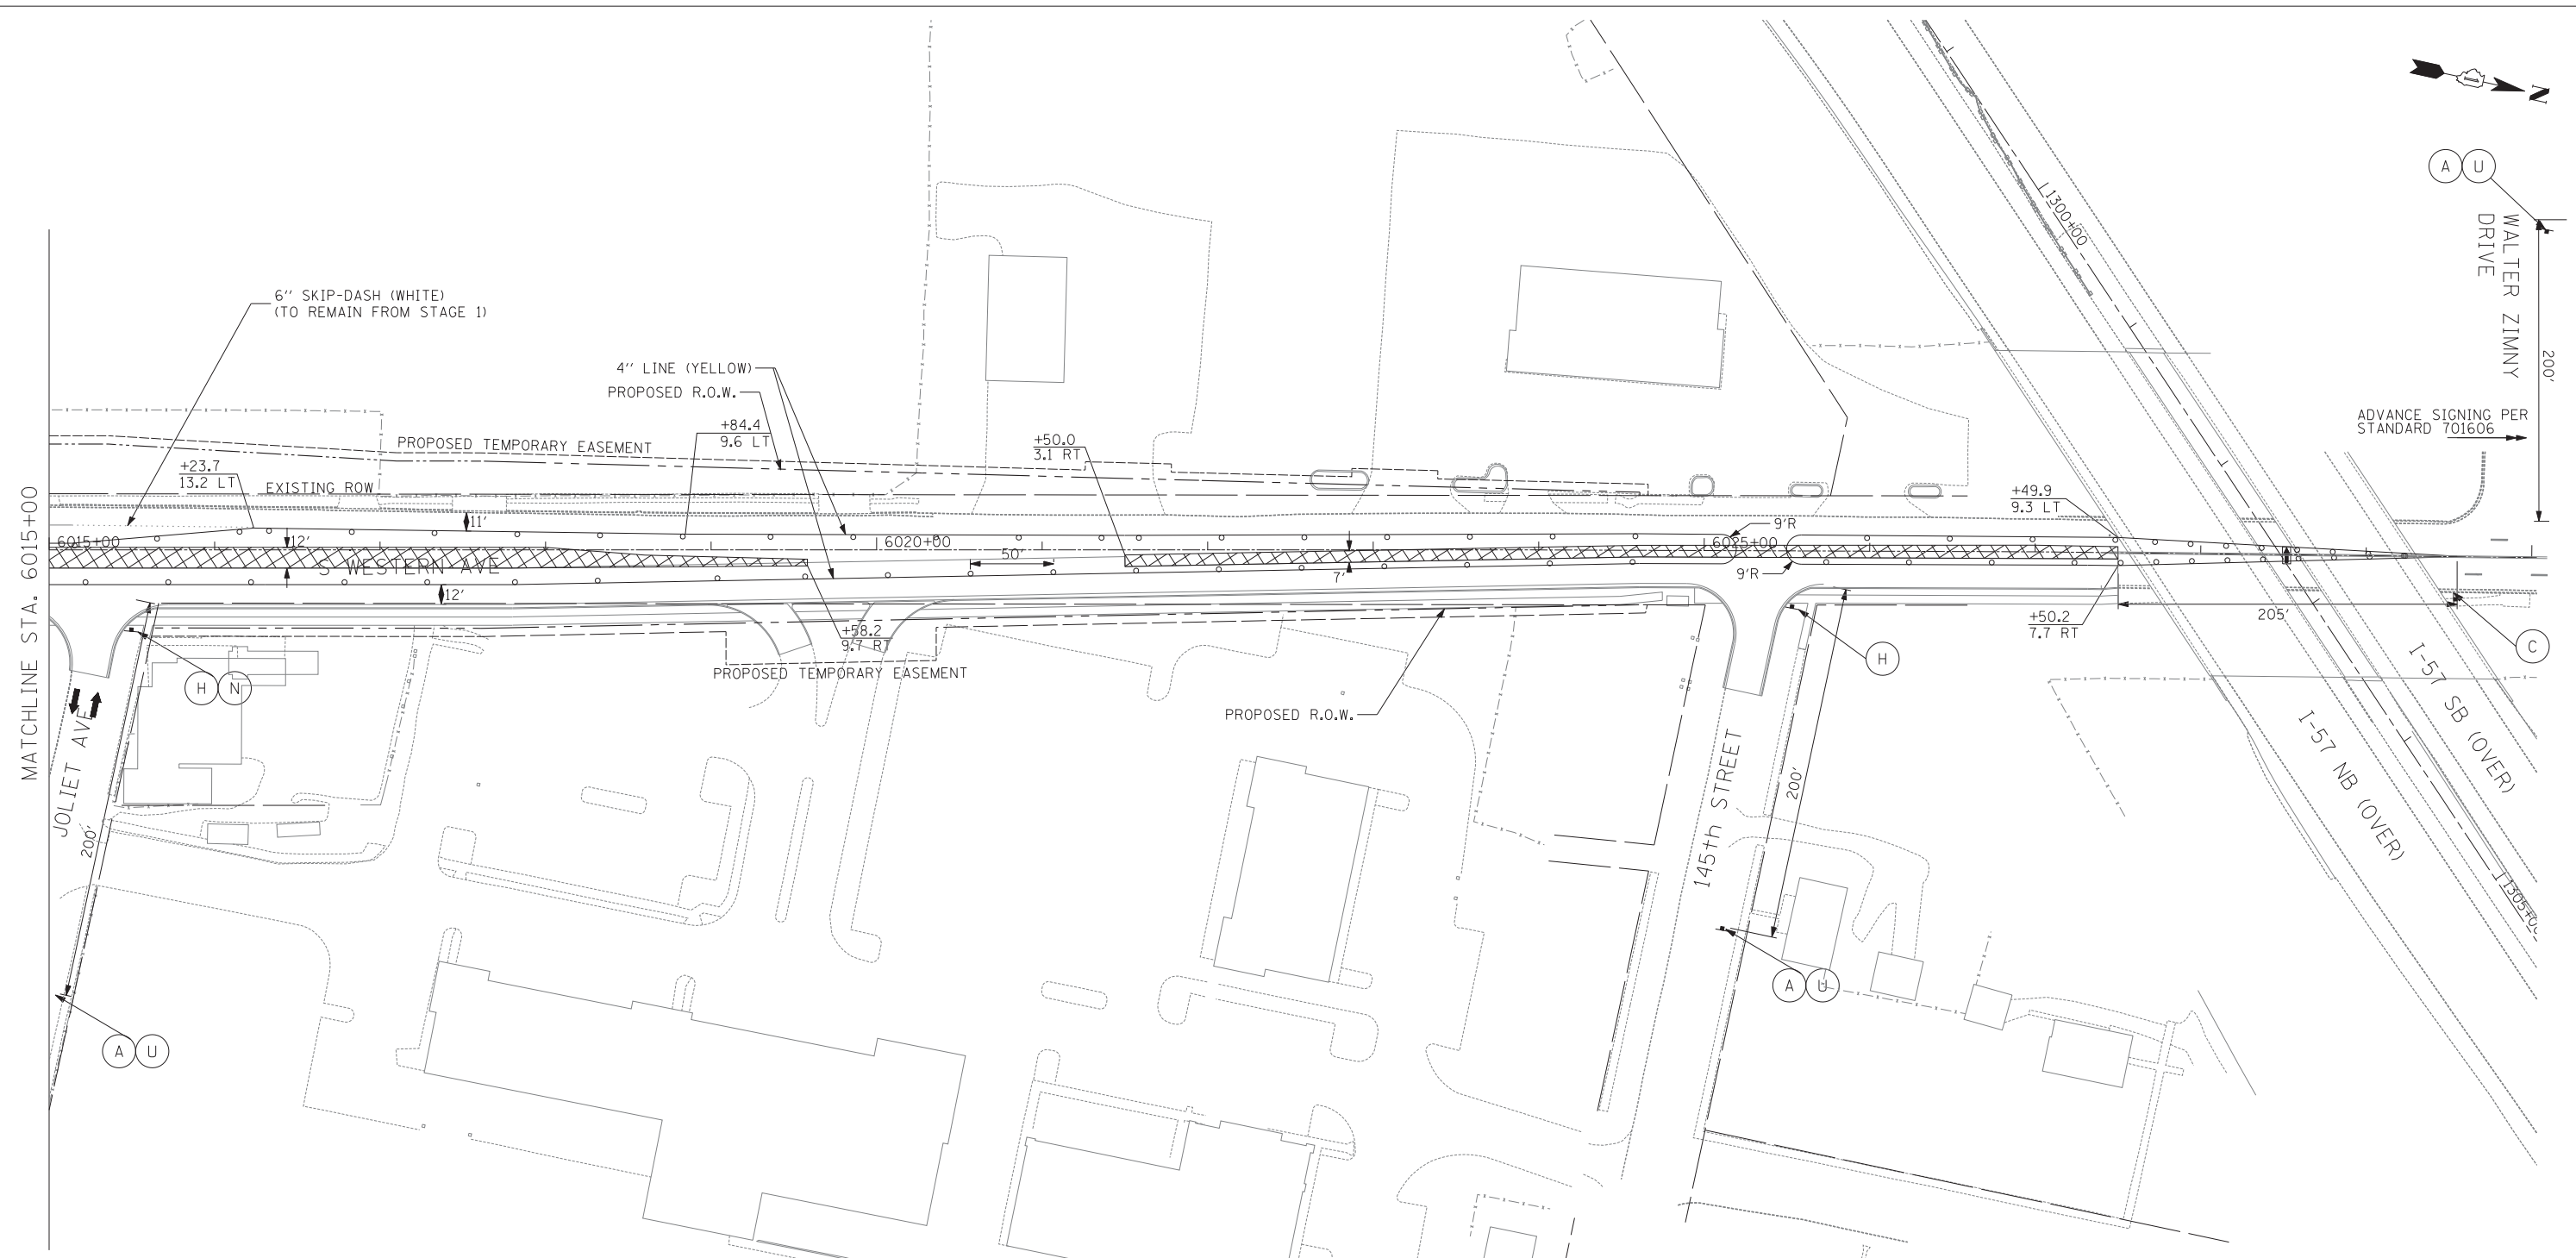 N
A U
WALTER ZIMNY
DRIVE
200'
ADVANCE SIGNING PER
STANDARD 701606
1300+00
6'' SKIP-DASH (WHITE)
(TO REMAIN FROM STAGE 1)
4'' LINE (YELLOW)
PROPOSED R.O.W.
+84.4
9.6 LT
PROPOSED TEMPORARY EASEMENT
+50.0
3.1 RT
+23.7
13.2 LT
EXISTING ROW
+49.9
9.3 LT
MATCHLINE STA. 6015+00
11'
9'R
6015+00
12'
6020+00
6025+00
50'
S WESTERN AVE
7'
9'R
12'
+58.2
9.7 RT
+50.2
7.7 RT
205'
PROPOSED TEMPORARY EASEMENT
H N
H
C
PROPOSED R.O.W.
JOLIET AVE
200'
145th STREET
200'
I-57 SB (OVER)
I-57 NB (OVER)
1305+00
A U
A U